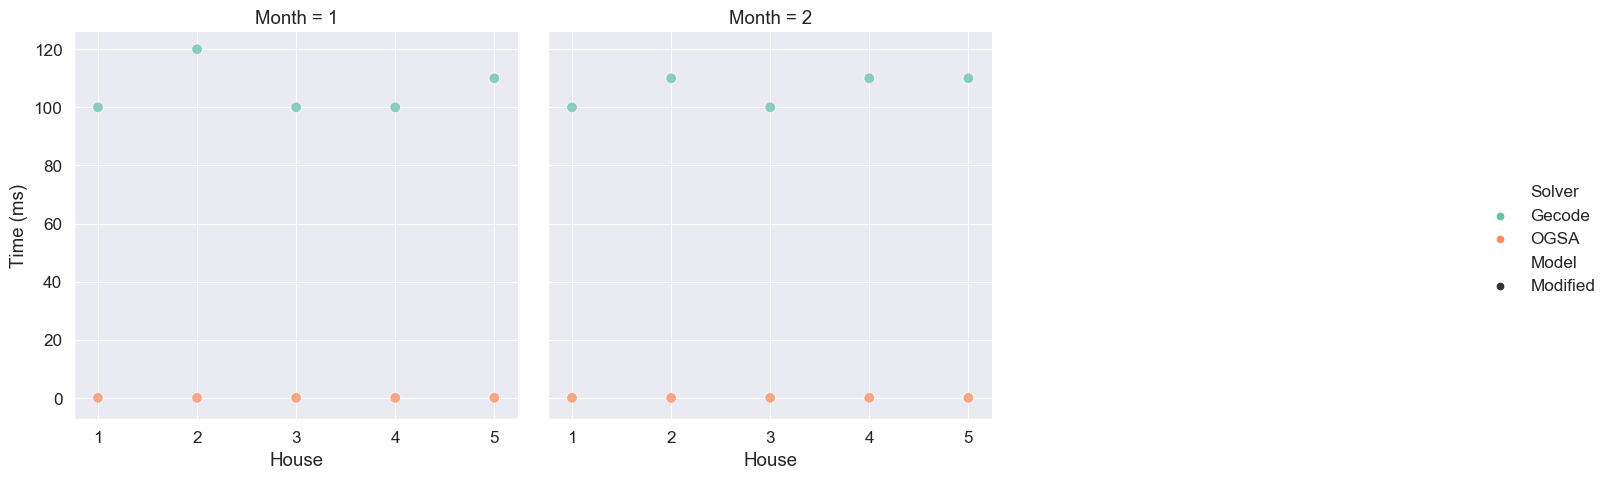 Month = 1
Month = 2
Time (ms)
120
100
80
60
40
20
0
1 2 3 4 5
House
1 2 3 4 5
House
Solver
Gecode
OGSA
Model
Modified